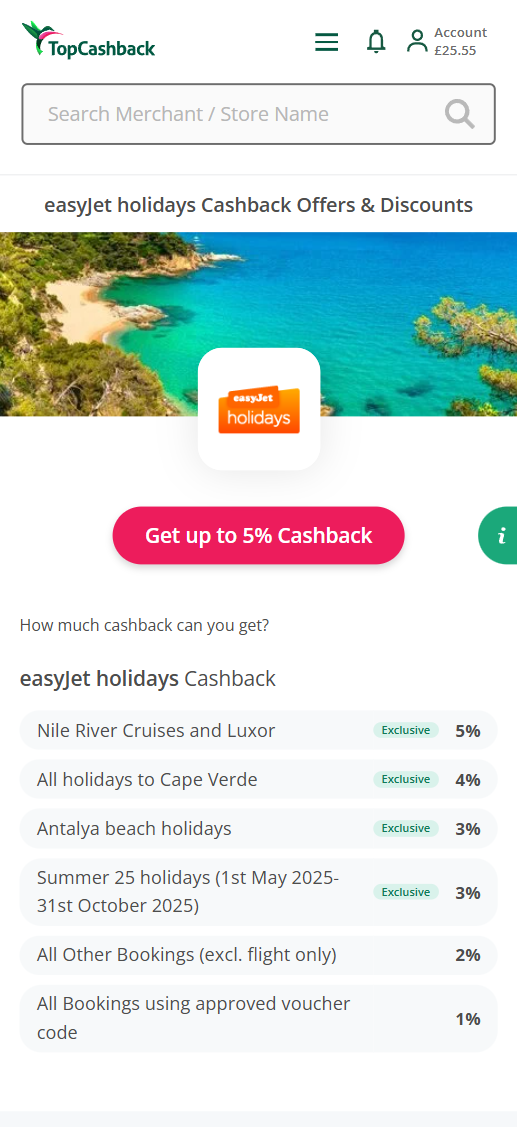 TopCashback
Account
£25.55
Search Merchant / Store Name
easyJet holidays Cashback Offers & Discounts
easyJet
holidays
Get up to 5% Cashback
i
How much cashback can you get?
easyJet holidays Cashback
Nile River Cruises and Luxor Exclusive 5%
All holidays to Cape Verde Exclusive 4%
Antalya beach holidays Exclusive 3%
Summer 25 holidays (1st May 2025-
31st October 2025) Exclusive 3%
All Other Bookings (excl. flight only) 2%
All Bookings using approved voucher
code 1%